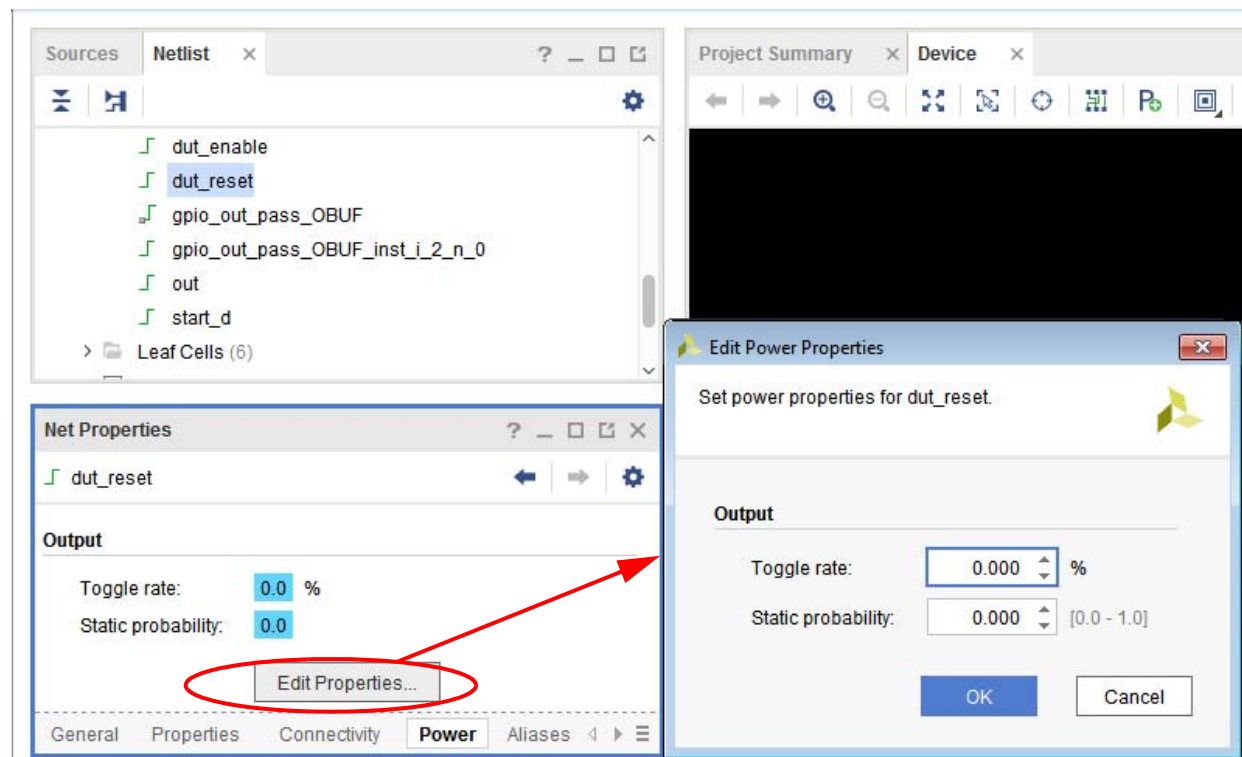 Sources Netlist
dut_enable
dut_reset
gpio_out_pass_OBUF
gpio_out_pass_OBUF_inst_i_2_n_0
out
start_d
Leaf Cells (6)
Net Properties
dut_reset
Output
Toggle rate: 0.0 %
Static probability: 0.0
Edit Properties...
General Properties Connectivity Power Aliases
Project Summary Device
Edit Power Properties
Set power properties for dut_reset.
Output
Toggle rate: 0.000 %
Static probability: 0.000 [0.0 - 1.0]
OK Cancel